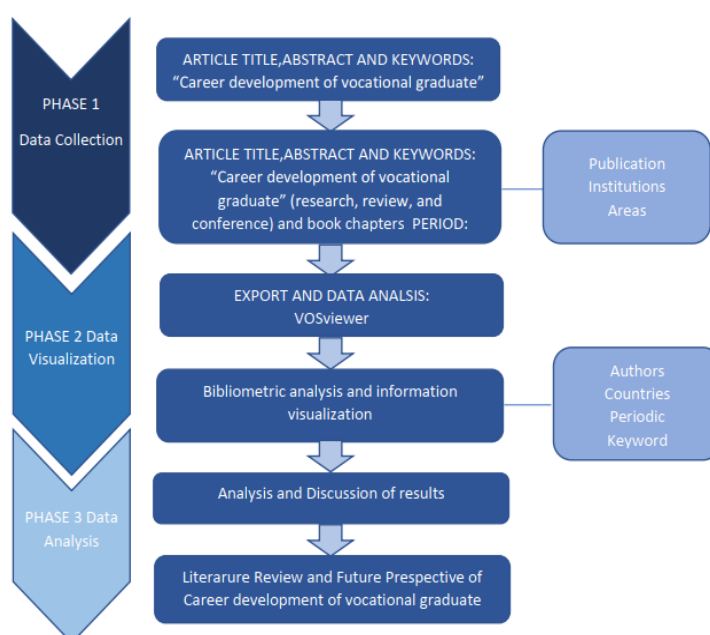 PHASE 1
Data Collection
ARTICLE TITLE,ABSTRACT AND KEYWORDS:
“Career development of vocational graduate”
ARTICLE TITLE,ABSTRACT AND KEYWORDS:
“Career development of vocational
graduate” (research, review, and
conference) and book chapters PERIOD:
Publication
Institutions
Areas
PHASE 2 Data
Visualization
EXPORT AND DATA ANALSIS:
VOSviewer
Bibliometric analysis and information
visualization
Authors
Countries
Periodic
Keyword
PHASE 3 Data
Analysis
Analysis and Discussion of results
Literarure Review and Future Prespective of
Career development of vocational graduate